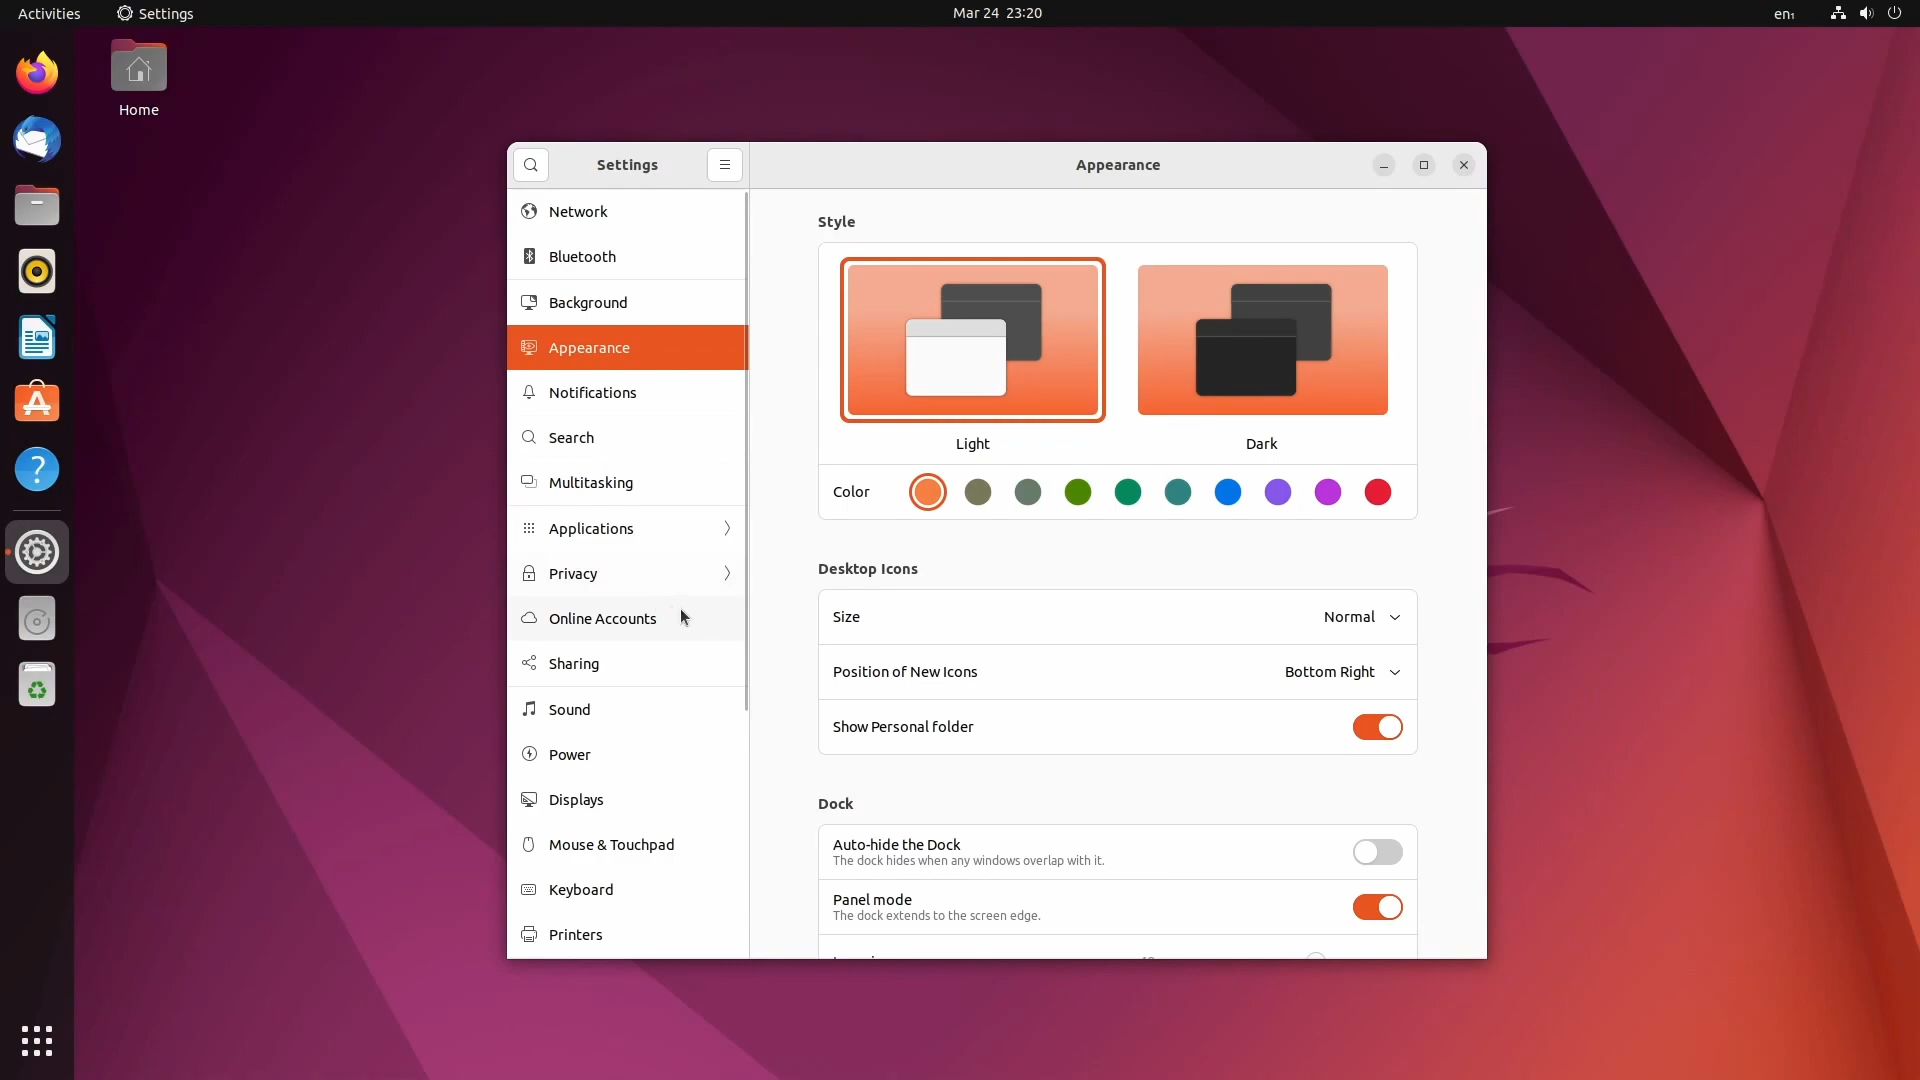 Activities
Settings
Mar 24 23:20
en₁
Home
Settings
Appearance
Network
Bluetooth
Background
Appearance
Notifications
Search
Multitasking
Applications
Privacy
Online Accounts
Sharing
Sound
Power
Displays
Mouse & Touchpad
Keyboard
Printers
Style
Light
Dark
Color
Desktop Icons
Size
Normal
Position of New Icons
Bottom Right
Show Personal folder
Dock
Auto-hide the Dock
The dock hides when any windows overlap with it.
Panel mode
The dock extends to the screen edge.